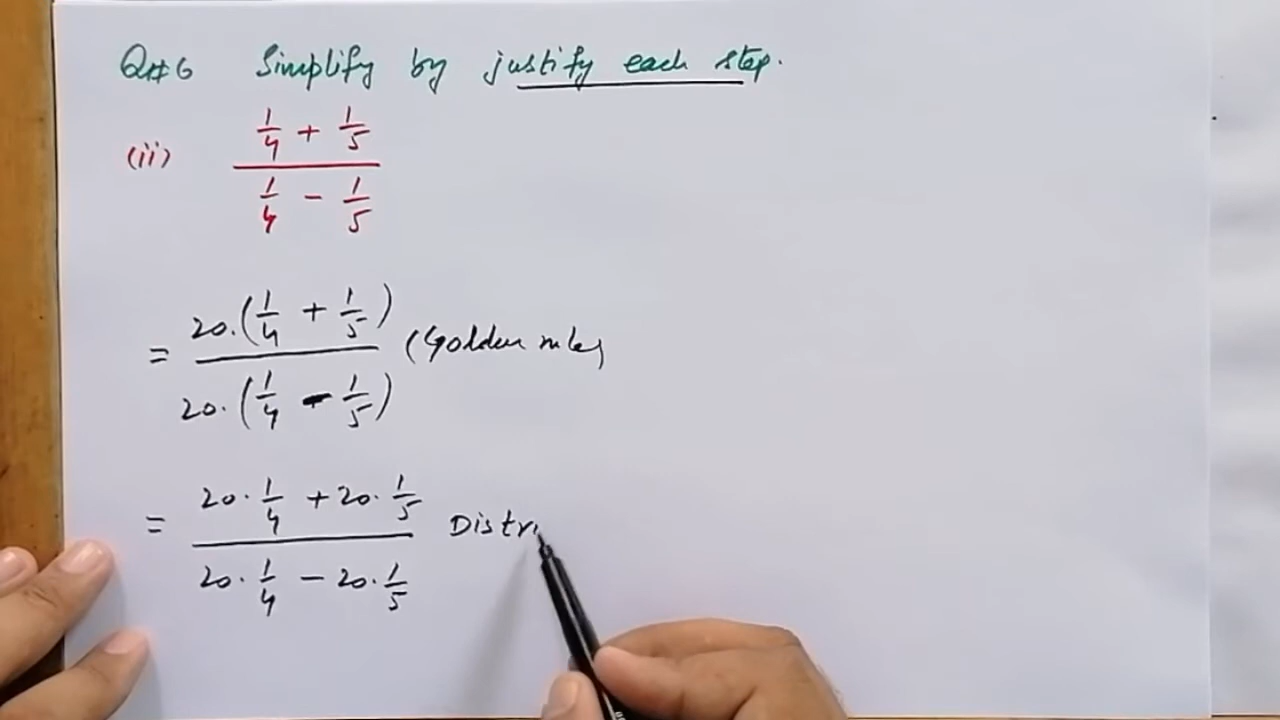 Q#6 Simplify by justify each step.
(ii) (1/4 + 1/5) / (1/4 - 1/5)
= 20.(1/4 + 1/5) / 20.(1/4 - 1/5) (Golden rule)
= (20.1/4 + 20.1/5) / (20.1/4 - 20.1/5) Distri